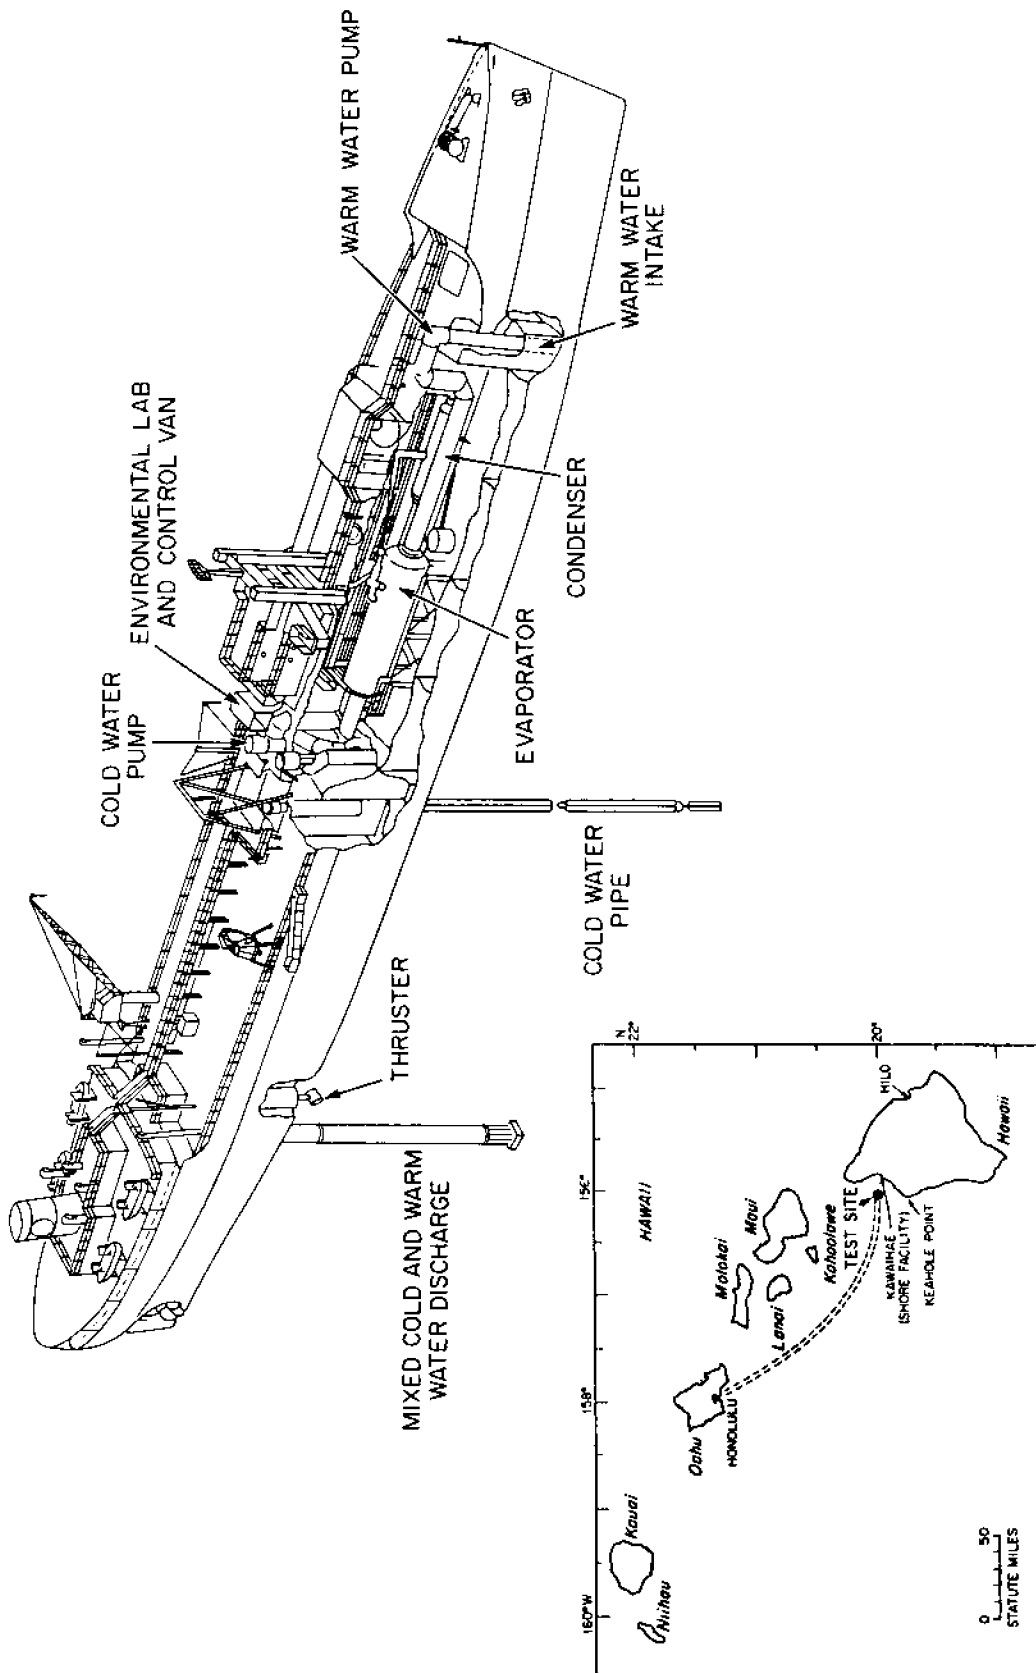 WARM WATER PUMP
ENVIRONMENTAL LAB
AND CONTROL VAN
COLD WATER
PUMP
WARM WATER
INTAKE
CONDENSER
EVAPORATOR
COLD WATER
PIPE
THRUSTER
MIXED COLD AND WARM
WATER DISCHARGE
N
22°
20°
160°W
158°
156°
HAWAII
Niihau
Kauai
Oahu
HONOLULU
Molokai
Lanai
Maui
Kahoolawe
TEST SITE
KAWAIHAE
(SHORE FACILITY)
KEAHOLE POINT
HILO
Hawaii
0 50
STATUTE MILES